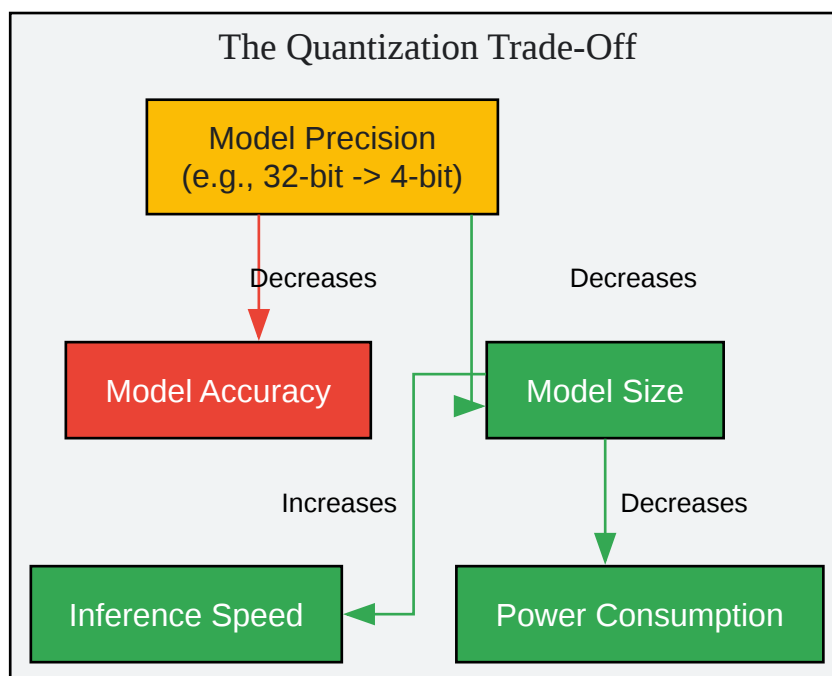 The Quantization Trade-Off
Model Precision
(e.g., 32-bit -> 4-bit)
Decreases
Decreases
Model Accuracy
Model Size
Increases
Decreases
Inference Speed
Power Consumption